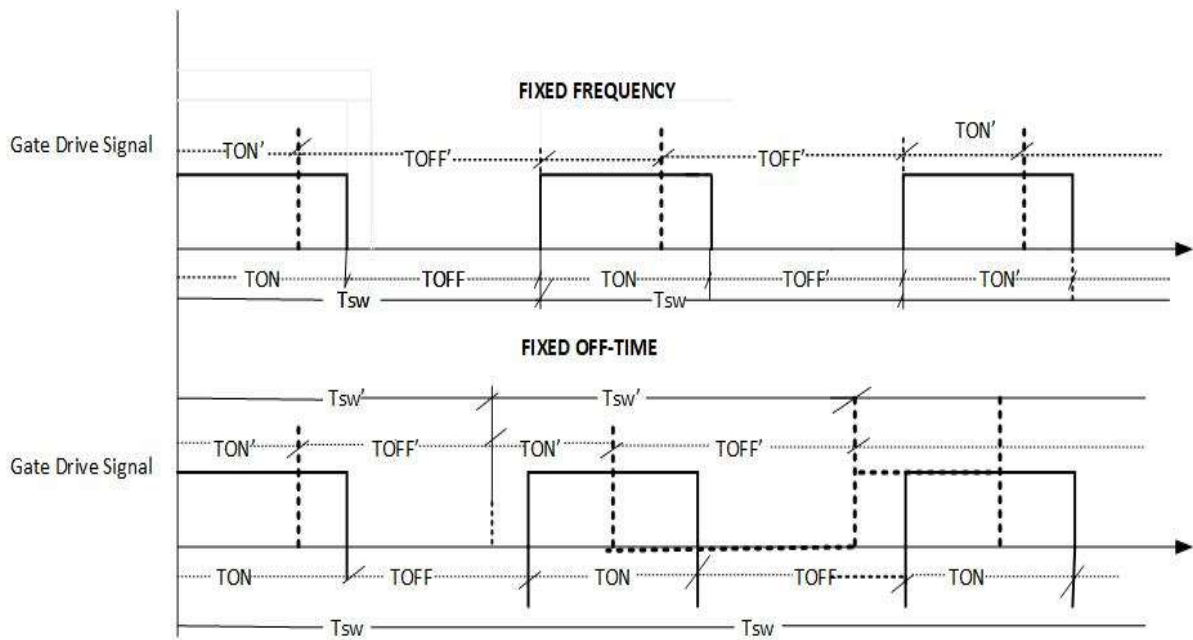 FIXED FREQUENCY
TON’
Gate Drive Signal
TON’ TOFF’ TOFF’
TON TOFF TON TOFF’ TON’
Tsw Tsw
FIXED OFF-TIME
Tsw’ Tsw’
TON’ TOFF’ TON’ TOFF’
Gate Drive Signal
TON TOFF TON TOFF TON
Tsw Tsw